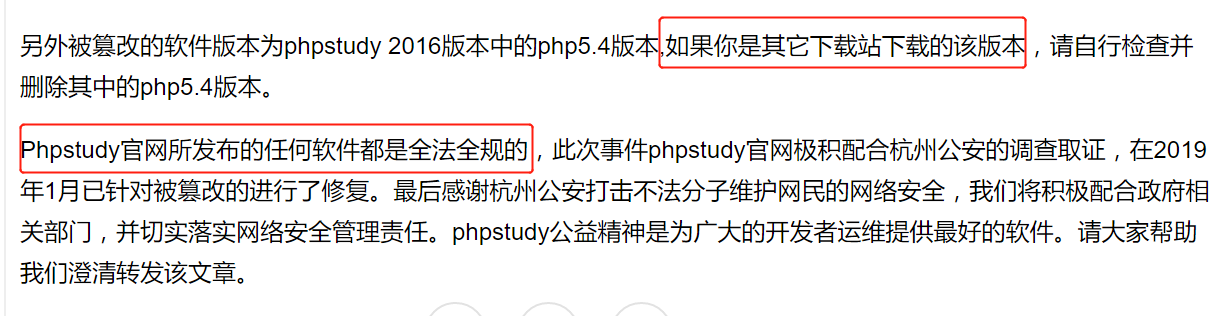 另外被篡改的软件版本为phpstudy 2016版本中的php5.4版本,如果你是其它下载站下载的该版本，请自行检查并
删除其中的php5.4版本。
Phpstudy官网所发布的任何软件都是全法全规的，此次事件phpstudy官网极积配合杭州公安的调查取证，在2019
年1月已针对被篡改的进行了修复。最后感谢杭州公安打击不法分子维护网民的网络安全，我们将积极配合政府相
关部门，并切实落实网络安全管理责任。phpstudy公益精神是为广大的开发者运维提供最好的软件。请大家帮助
我们澄清转发该文章。